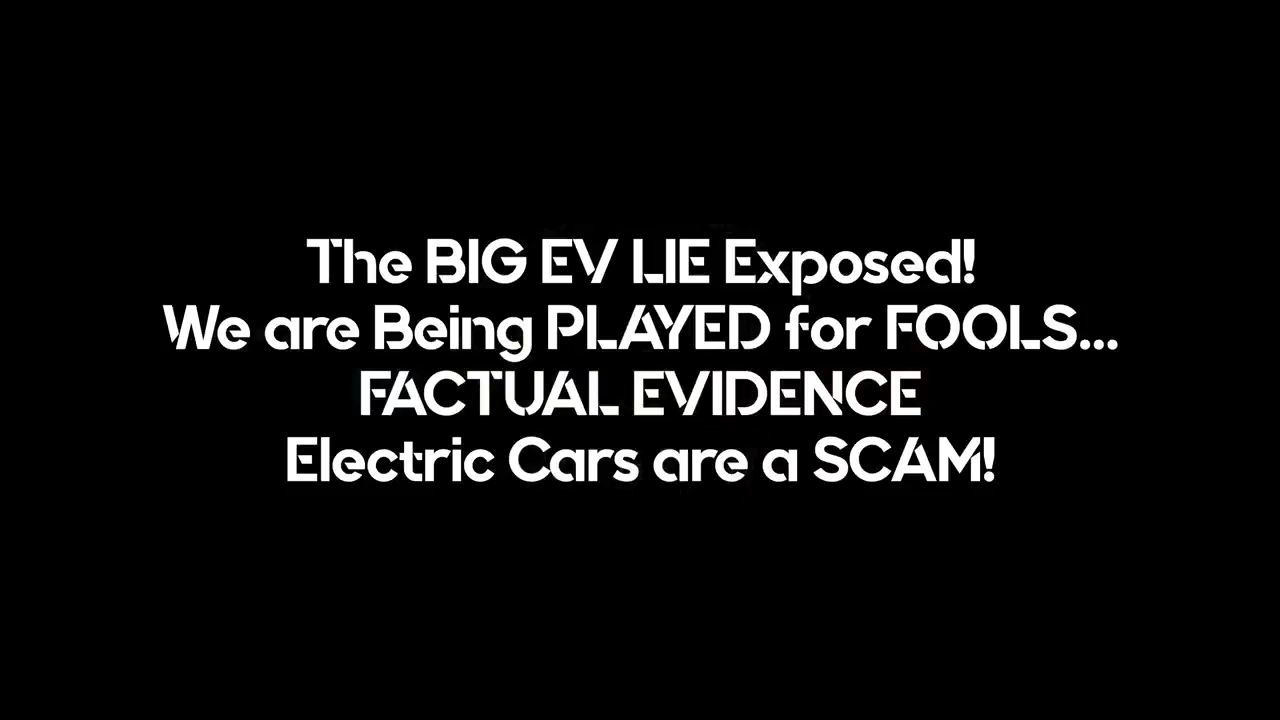 The BIG EV LIE Exposed!
We are Being PLAYED for FOOLS...
FACTUAL EVIDENCE
Electric Cars are a SCAM!